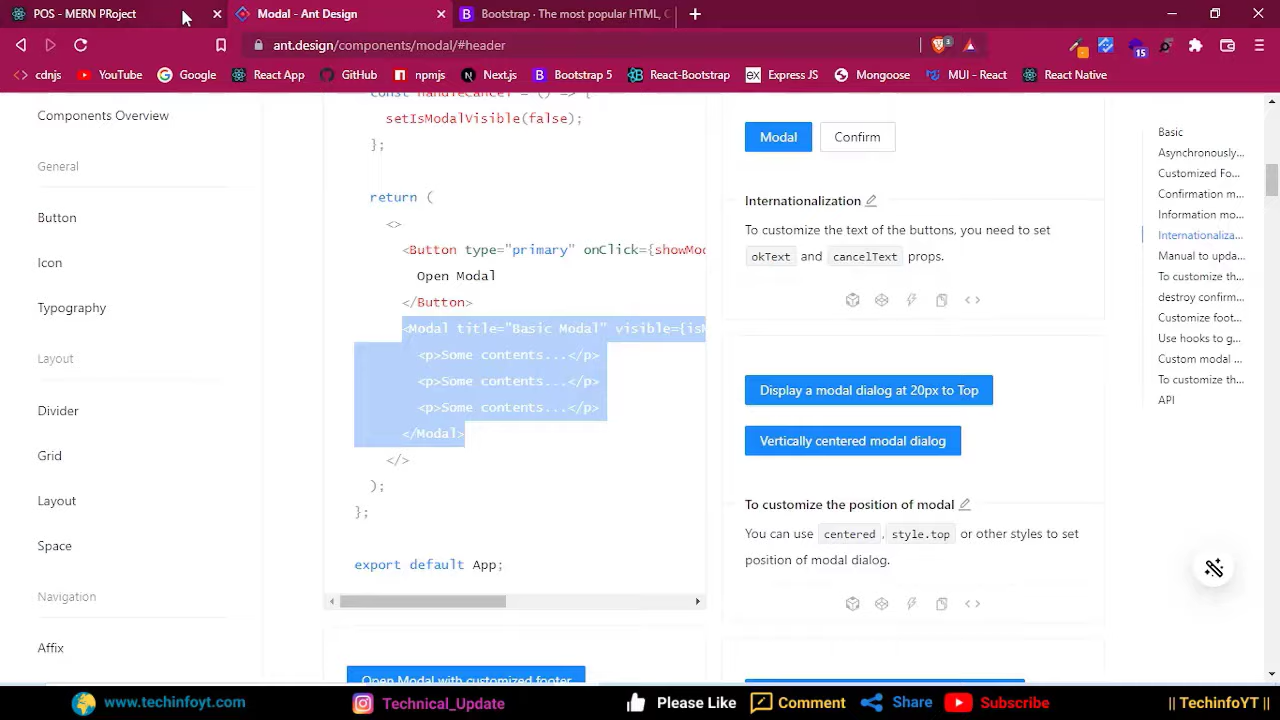 POS - MERN PRoject
Modal - Ant Design
Bootstrap · The most popular HTML, C
ant.design/components/modal/#header
3
15
cdnjs
YouTube
Google
React App
GitHub
npmjs
Next.js
Bootstrap 5
React-Bootstrap
ex Express JS
Mongoose
MUI - React
React Native
Components Overview
General
Button
Icon
Typography
Layout
Divider
Grid
Layout
Space
Navigation
Affix
const handleCancel = () => {
setIsModalVisible(false);
};
return (
<>
<Button type="primary" onClick={showMod
Open Modal
</Button>
<Modal title="Basic Modal" visible={isM
<p>Some contents...</p>
<p>Some contents...</p>
<p>Some contents...</p>
</Modal>
</>
);
};
export default App;
Open Modal with customized footer
Modal
Confirm
Internationalization
To customize the text of the buttons, you need to set
okText and cancelText props.
Display a modal dialog at 20px to Top
Vertically centered modal dialog
To customize the position of modal
You can use centered , style.top or other styles to set
position of modal dialog.
Basic
Asynchronously...
Customized Fo...
Confirmation m...
Information mo...
Internationaliza...
Manual to upda...
To customize th...
destroy confirm...
Customize foot...
Use hooks to g...
Custom modal ...
To customize th...
API
www.techinfoyt.com
Technical_Update
Please Like
Comment
Share
Subscribe
|| TechinfoYT ||